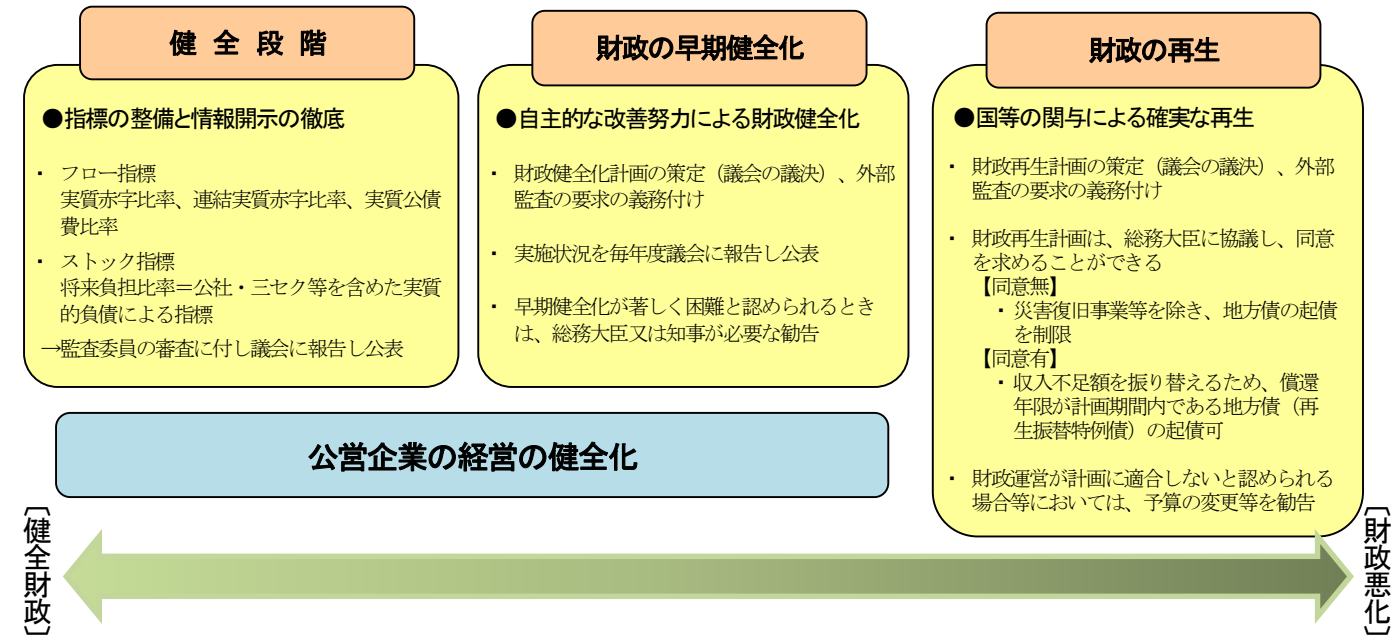 健 全 段 階
●指標の整備と情報開示の徹底
・ フロー指標
実質赤字比率、連結実質赤字比率、実質公債
費比率
・ ストック指標
将来負担比率＝公社・三セク等を含めた実質
的負債による指標
→監査委員の審査に付し議会に報告し公表
財政の早期健全化
●自主的な改善努力による財政健全化
・ 財政健全化計画の策定（議会の議決）、外部
監査の要求の義務付け
・ 実施状況を毎年度議会に報告し公表
・ 早期健全化が著しく困難と認められるとき
は、総務大臣又は知事が必要な勧告
財政の再生
●国等の関与による確実な再生
・ 財政再生計画の策定（議会の議決）、外部
監査の要求の義務付け
・ 財政再生計画は、総務大臣に協議し、同意
を求めることができる
【同意無】
・災害復旧事業等を除き、地方債の起債
を制限
【同意有】
・収入不足額を振り替えるため、償還
年限が計画期間内である地方債（再
生振替特例債）の起債可
・ 財政運営が計画に適合しないと認められる
場合等においては、予算の変更等を勧告
公営企業の経営の健全化
〔健全財政〕
〔財政悪化〕